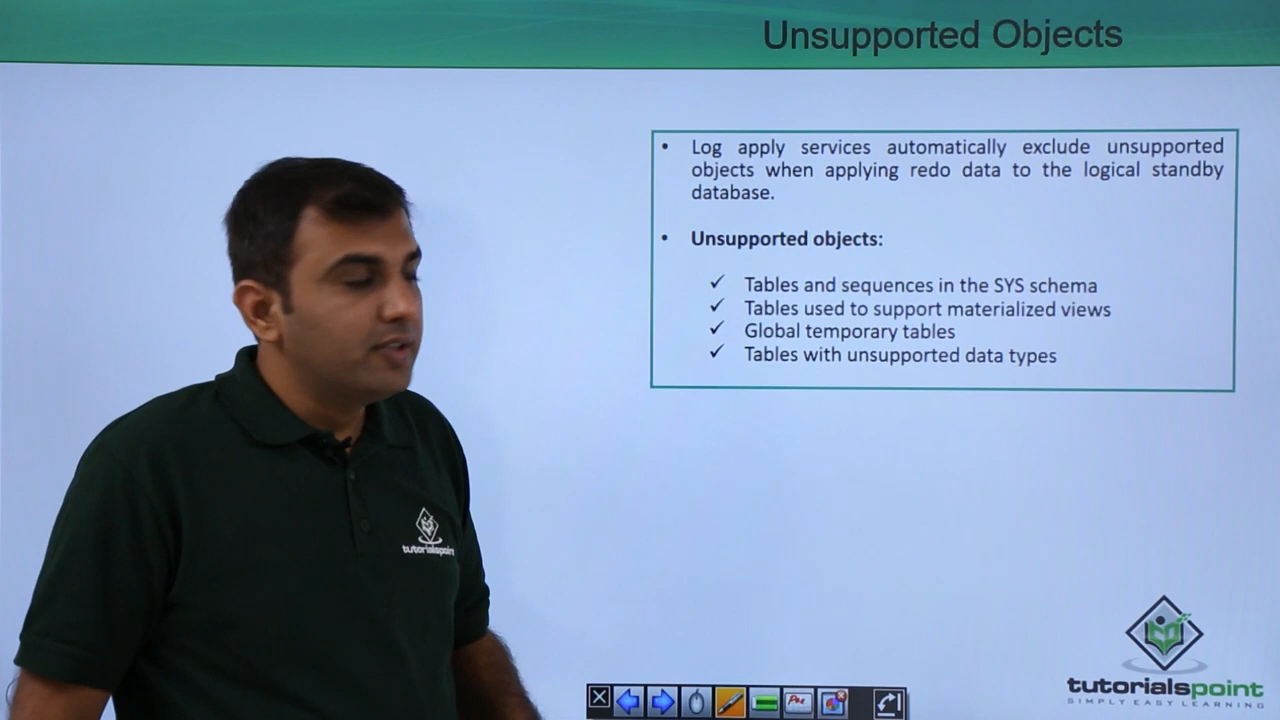 Unsupported Objects
• Log apply services automatically exclude unsupported
objects when applying redo data to the logical standby
database.
• Unsupported objects:
✓ Tables and sequences in the SYS schema
✓ Tables used to support materialized views
✓ Global temporary tables
✓ Tables with unsupported data types
tutorialspoint
tutorialspoint
SIMPLY EASY LEARNING